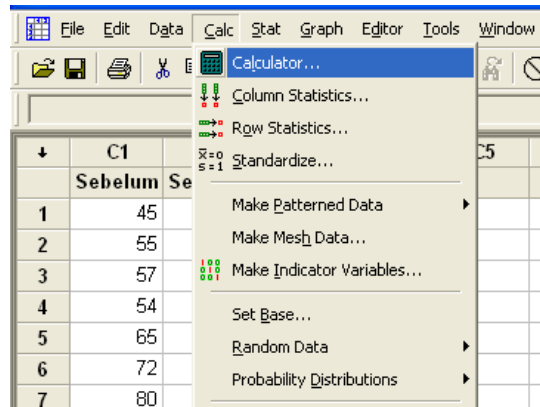 File Edit Data Calc Stat Graph Editor Tools Window
Calculator...
Column Statistics...
Row Statistics...
Standardize...
Make Patterned Data
Make Mesh Data...
Make Indicator Variables...
Set Base...
Random Data
Probability Distributions
C1 C5
Sebelum Se
1 45
2 55
3 57
4 54
5 65
6 72
7 80